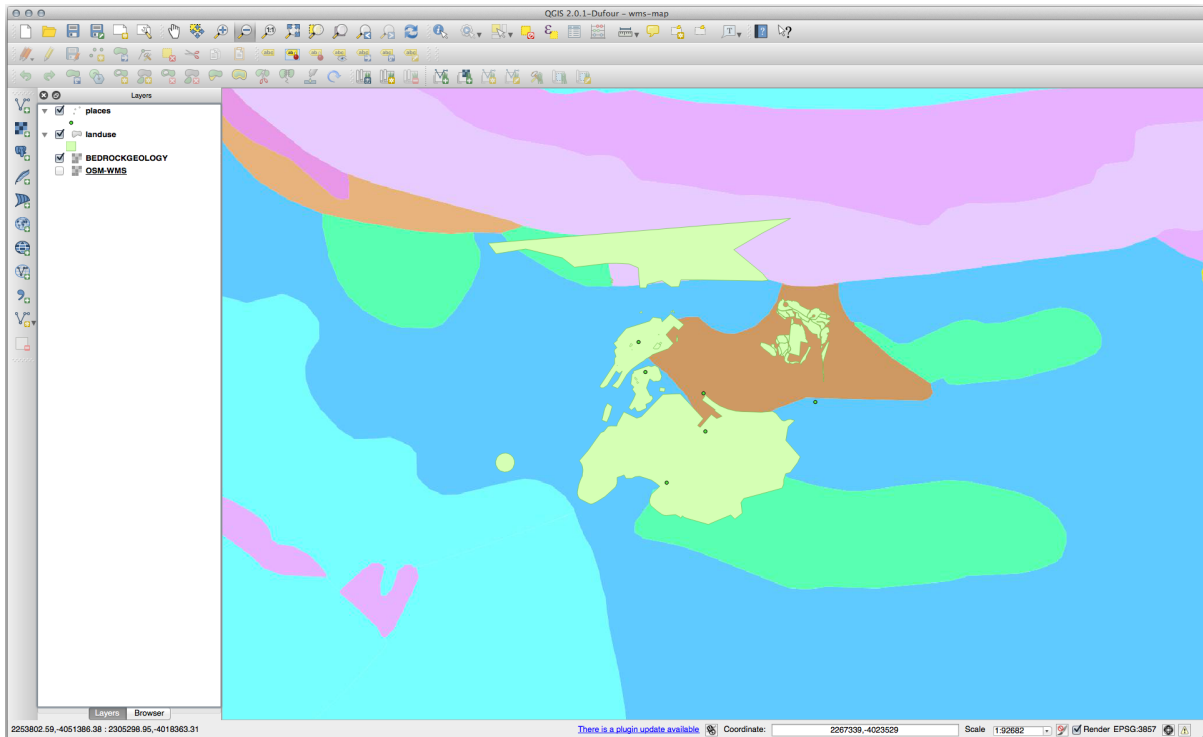 QGIS 2.0.1-Dufour – wms-map
Layers
places
landuse
BEDROCKGEOLOGY
OSM-WMS
Layers Browser
2253802.59,-4051386.38 : 2305298.95,-4018363.31 There is a plugin update available Coordinate: 2267339,-4023529 Scale 1:92682 Render EPSG:3857